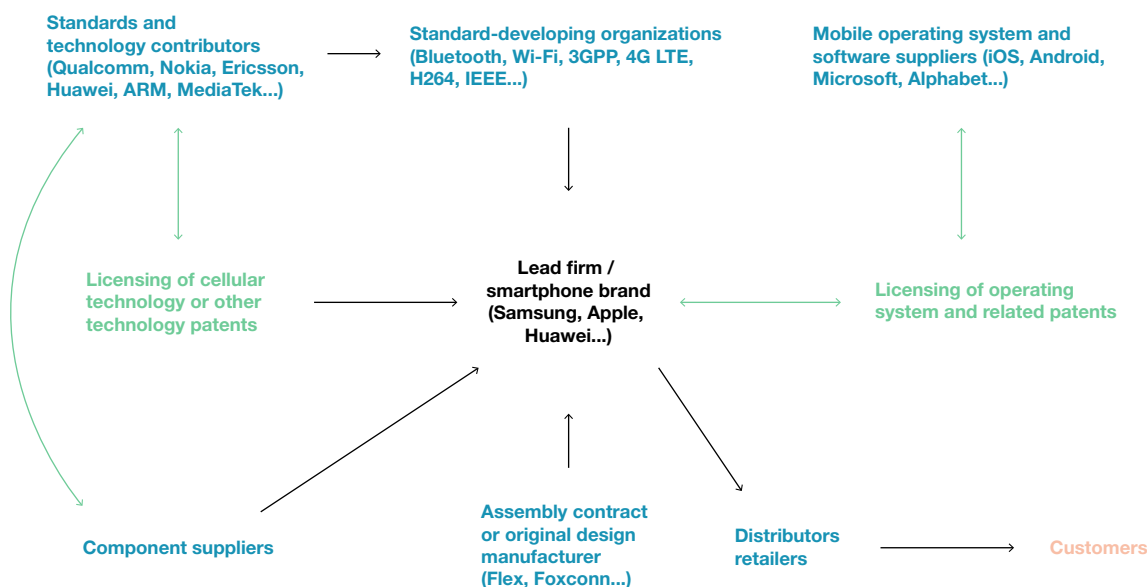 Standards and
technology contributors
(Qualcomm, Nokia, Ericsson,
Huawei, ARM, MediaTek...)
Standard-developing organizations
(Bluetooth, Wi-Fi, 3GPP, 4G LTE,
H264, IEEE...)
Mobile operating system and
software suppliers (iOS, Android,
Microsoft, Alphabet...)
Licensing of cellular
technology or other
technology patents
Lead firm /
smartphone brand
(Samsung, Apple,
Huawei...)
Licensing of operating
system and related patents
Component suppliers
Assembly contract
or original design
manufacturer
(Flex, Foxconn...)
Distributors
retailers
Customers